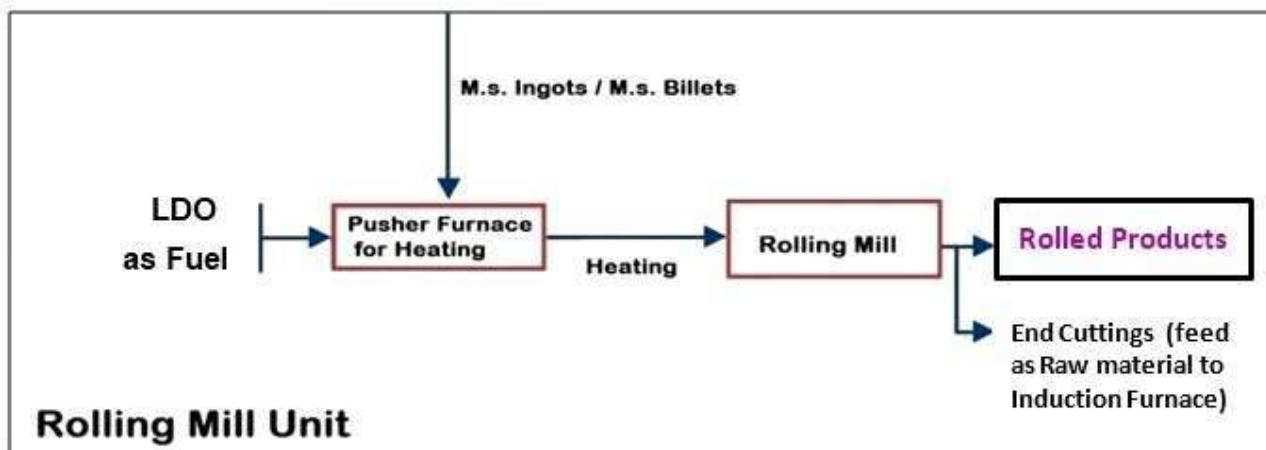 M.s. Ingots / M.s. Billets
LDO
as Fuel
Pusher Furnace
for Heating
Heating
Rolling Mill
Rolled Products
End Cuttings (feed
as Raw material to
Induction Furnace)
Rolling Mill Unit